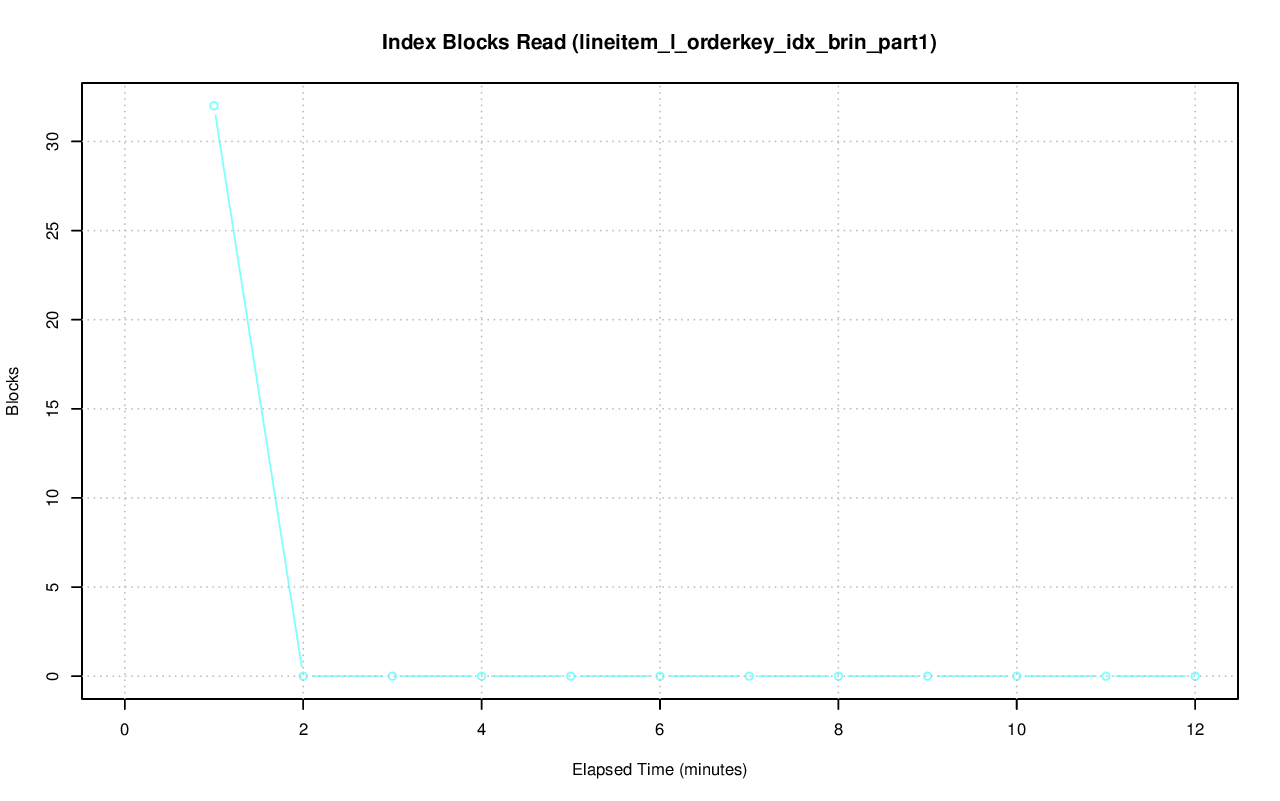 Index Blocks Read (lineitem_l_orderkey_idx_brin_part1)
30
25
20
15
10
5
0
Blocks
0 2 4 6 8 10 12
Elapsed Time (minutes)